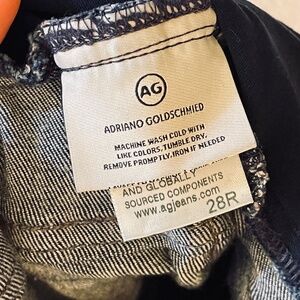 AG
ADRIANO GOLDSCHMIED
MACHINE WASH COLD WITH
LIKE COLORS. TUMBLE DRY.
REMOVE PROMPTLY. IRON IF NEEDED
AND GLOBALLY
SOURCED COMPONENTS
www.agjeans.com
28R